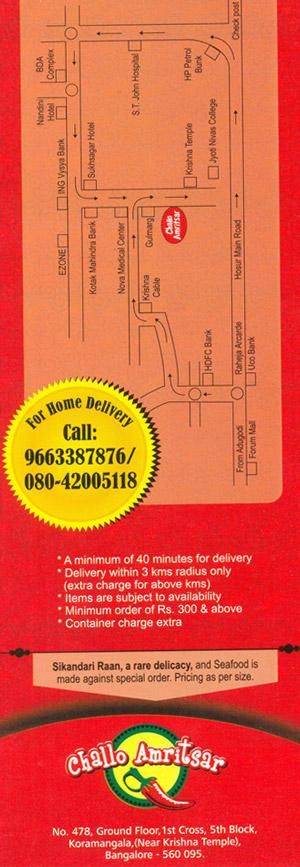 Check post
BDA
Complex
S.T. John Hospital
HP Petrol
Bunk
Nandini
Hotel
ING Vysya Bank
Sukhsagar Hotel
Krishna Temple
Jyoti Nivas College
EZONE
Kotak Mahindra Bank
Nova Medical Center
Gulmarg
Challo
Amritsar
Hosur Main Road
Krishna
Cable
HDFC Bank
Raheja Arcarde
Uco Bank
From Adugodi
Forum Mall
For Home Delivery
Call:
9663387876/
080-42005118
* A minimum of 40 minutes for delivery
* Delivery within 3 kms radius only
(extra charge for above kms)
* Items are subject to availability
* Minimum order of Rs. 300 & above
* Container charge extra
Sikandari Raan, a rare delicacy, and Seafood is
made against special order. Pricing as per size.
Challo Amritsar
No. 478, Ground Floor,1st Cross, 5th Block,
Koramangala,(Near Krishna Temple),
Bangalore - 560 095.